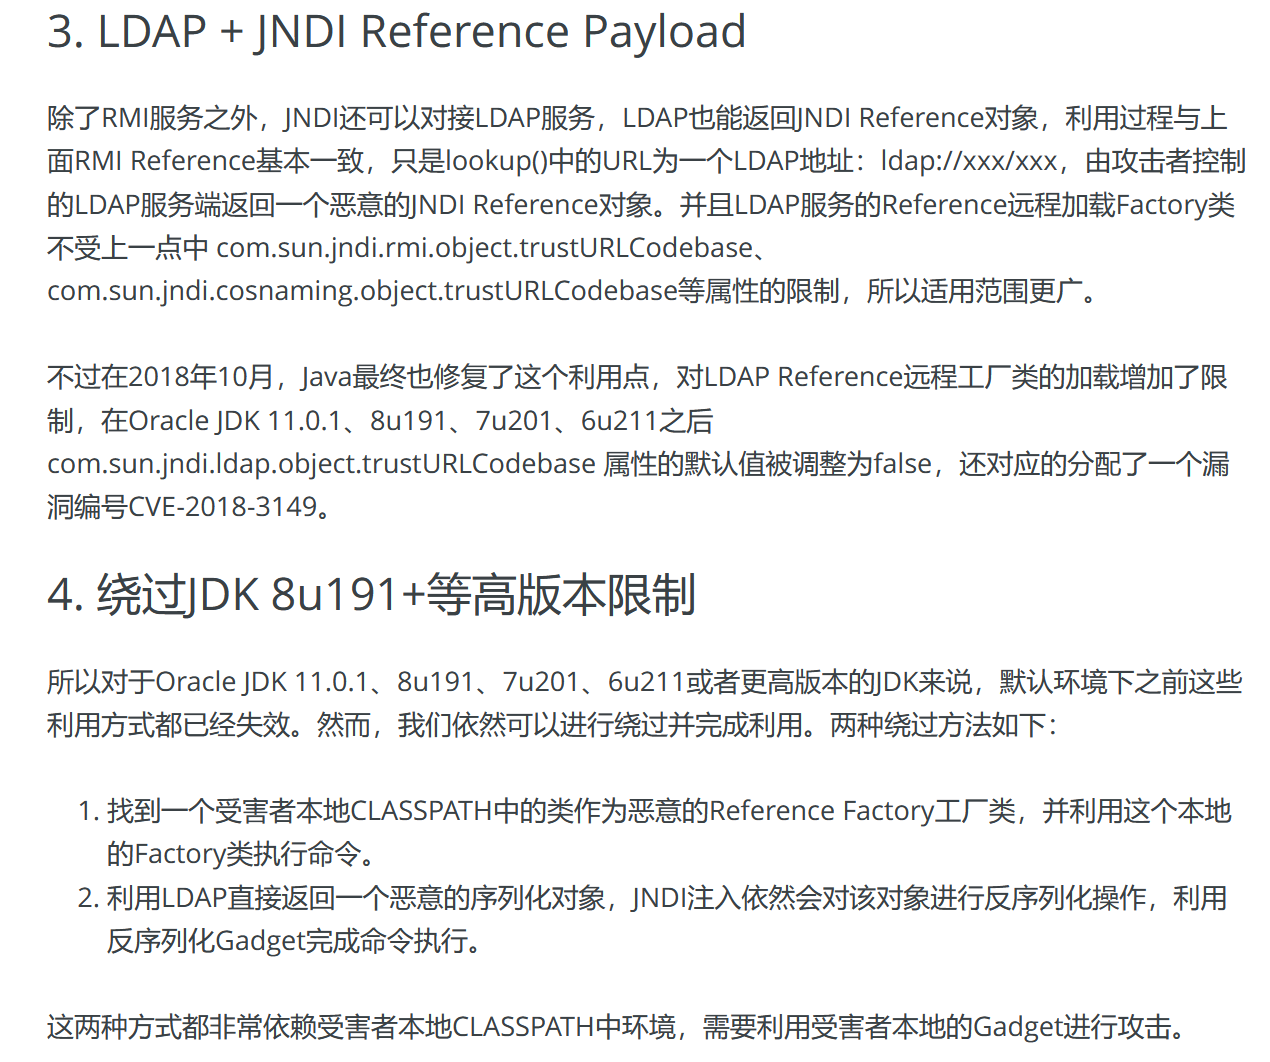 3. LDAP + JNDI Reference Payload
除了RMI服务之外，JNDI还可以对接LDAP服务，LDAP也能返回JNDI Reference对象，利用过程与上
面RMI Reference基本一致，只是lookup()中的URL为一个LDAP地址：ldap://xxx/xxx，由攻击者控制
的LDAP服务端返回一个恶意的JNDI Reference对象。并且LDAP服务的Reference远程加载Factory类
不受上一点中 com.sun.jndi.rmi.object.trustURLCodebase、
com.sun.jndi.cosnaming.object.trustURLCodebase等属性的限制，所以适用范围更广。
不过在2018年10月，Java最终也修复了这个利用点，对LDAP Reference远程工厂类的加载增加了限
制，在Oracle JDK 11.0.1、8u191、7u201、6u211之后
com.sun.jndi.ldap.object.trustURLCodebase 属性的默认值被调整为false，还对应的分配了一个漏
洞编号CVE-2018-3149。
4. 绕过JDK 8u191+等高版本限制
所以对于Oracle JDK 11.0.1、8u191、7u201、6u211或者更高版本的JDK来说，默认环境下之前这些
利用方式都已经失效。然而，我们依然可以进行绕过并完成利用。两种绕过方法如下：
1. 找到一个受害者本地CLASSPATH中的类作为恶意的Reference Factory工厂类，并利用这个本地
的Factory类执行命令。
2. 利用LDAP直接返回一个恶意的序列化对象，JNDI注入依然会对该对象进行反序列化操作，利用
反序列化Gadget完成命令执行。
这两种方式都非常依赖受害者本地CLASSPATH中环境，需要利用受害者本地的Gadget进行攻击。